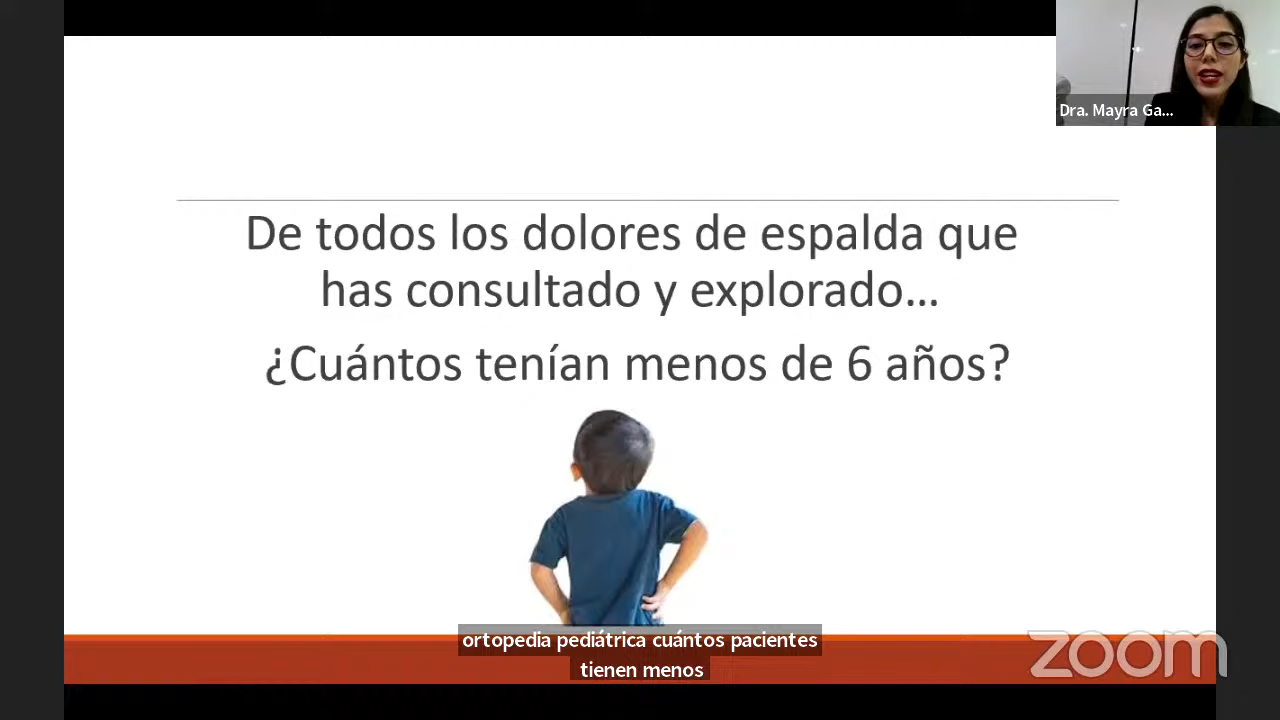 Dra. Mayra Ga...
De todos los dolores de espalda que
has consultado y explorado...
¿Cuántos tenían menos de 6 años?
ortopedia pediátrica cuántos pacientes
tienen menos
zoom